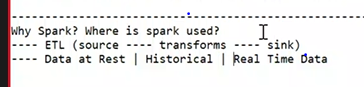 Why Spark? Where is spark used?
---- ETL (source ---- transforms ---- sink)
---- Data at Rest | Historical | Real Time Data